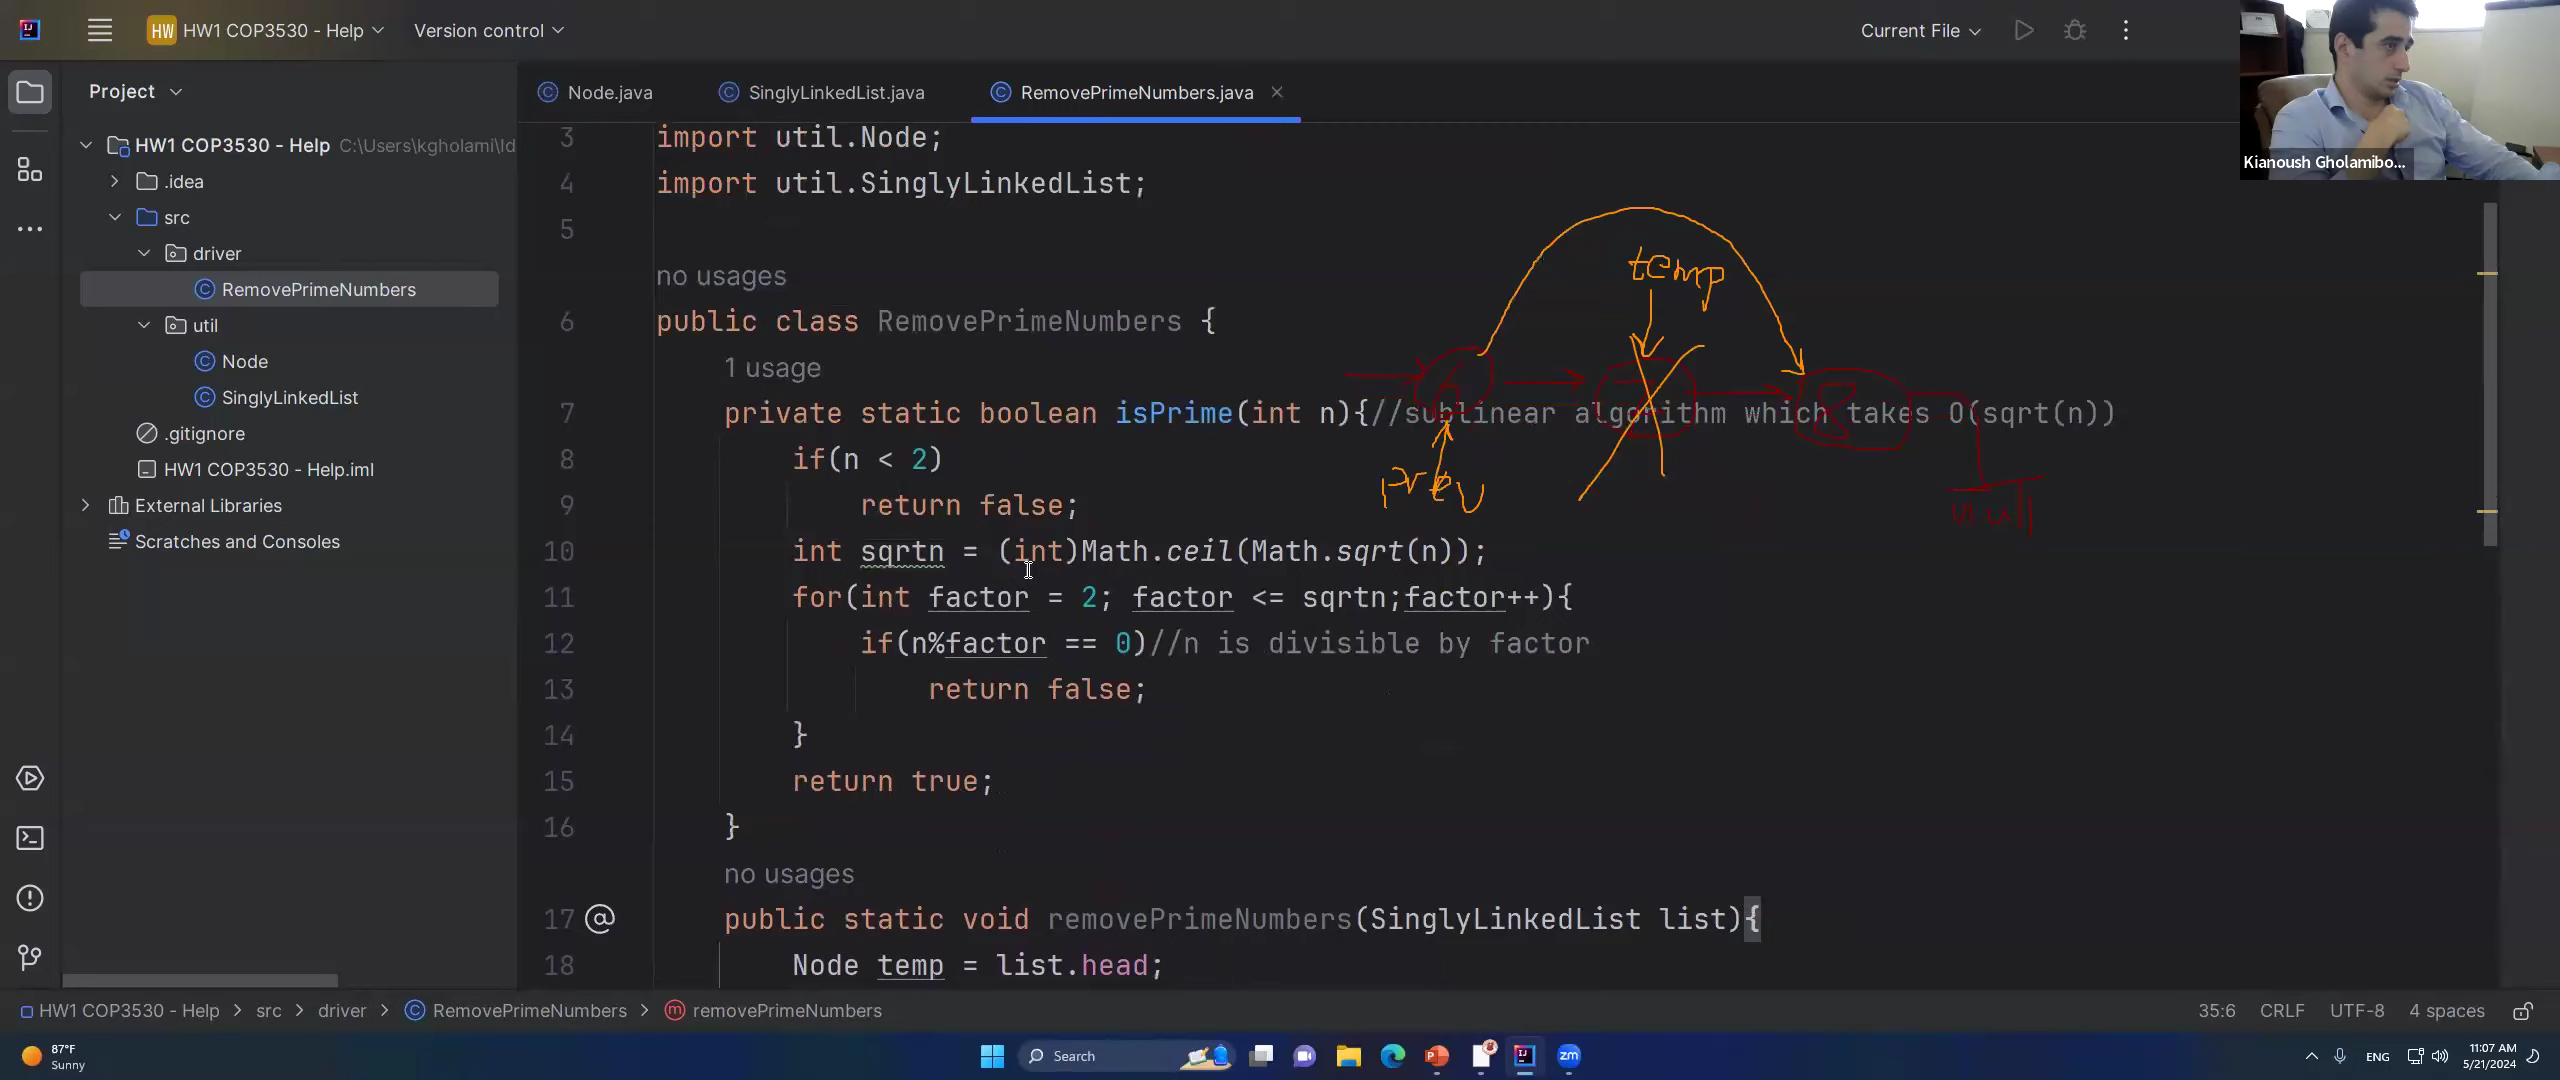 HW HW1 COP3530 - Help Version control Current File
Project
Node.java SinglyLinkedList.java RemovePrimeNumbers.java
HW1 COP3530 - Help C:\Users\kgholami\Id
.idea
src
driver
RemovePrimeNumbers
util
Node
SinglyLinkedList
.gitignore
HW1 COP3530 - Help.iml
External Libraries
Scratches and Consoles
3 import util.Node;
4 import util.SinglyLinkedList;
5
no usages
6 public class RemovePrimeNumbers {
1 usage
7 private static boolean isPrime(int n){//sublinear algorithm which takes O(sqrt(n))
8 if(n < 2)
9 return false;
10 int sqrtn = (int)Math.ceil(Math.sqrt(n));
11 for(int factor = 2; factor <= sqrtn;factor++){
12 if(n%factor == 0)//n is divisible by factor
13 return false;
14 }
15 return true;
16 }
no usages
17 @ public static void removePrimeNumbers(SinglyLinkedList list){
18 Node temp = list.head;
temp
6
8
prev
null
Kianoush Gholamibo...
HW1 COP3530 - Help > src > driver > RemovePrimeNumbers > removePrimeNumbers
35:6 CRLF UTF-8 4 spaces
87°F
Sunny
Search
ENG
11:07 AM
5/21/2024